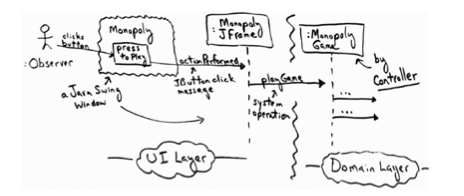 clicks
button
:Observer
Monopoly
press
to Play
a Java Swing
Window
actionPerformed
JButton click
message
:Monopoly
JFrame
playGame
system
operation
:Monopoly
Game
by
Controller
...
...
UI Layer
Domain Layer